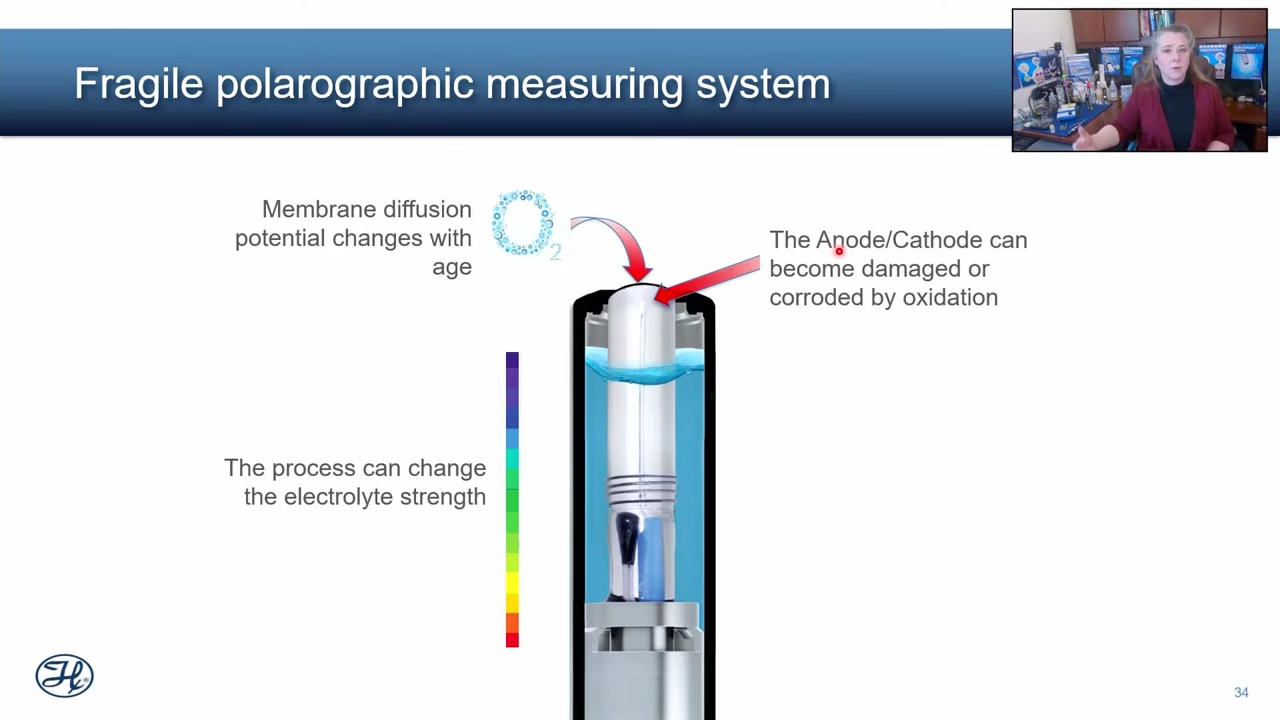 Fragile polarographic measuring system
Membrane diffusion
potential changes with
age
O2
The Anode/Cathode can
become damaged or
corroded by oxidation
The process can change
the electrolyte strength
H®
34